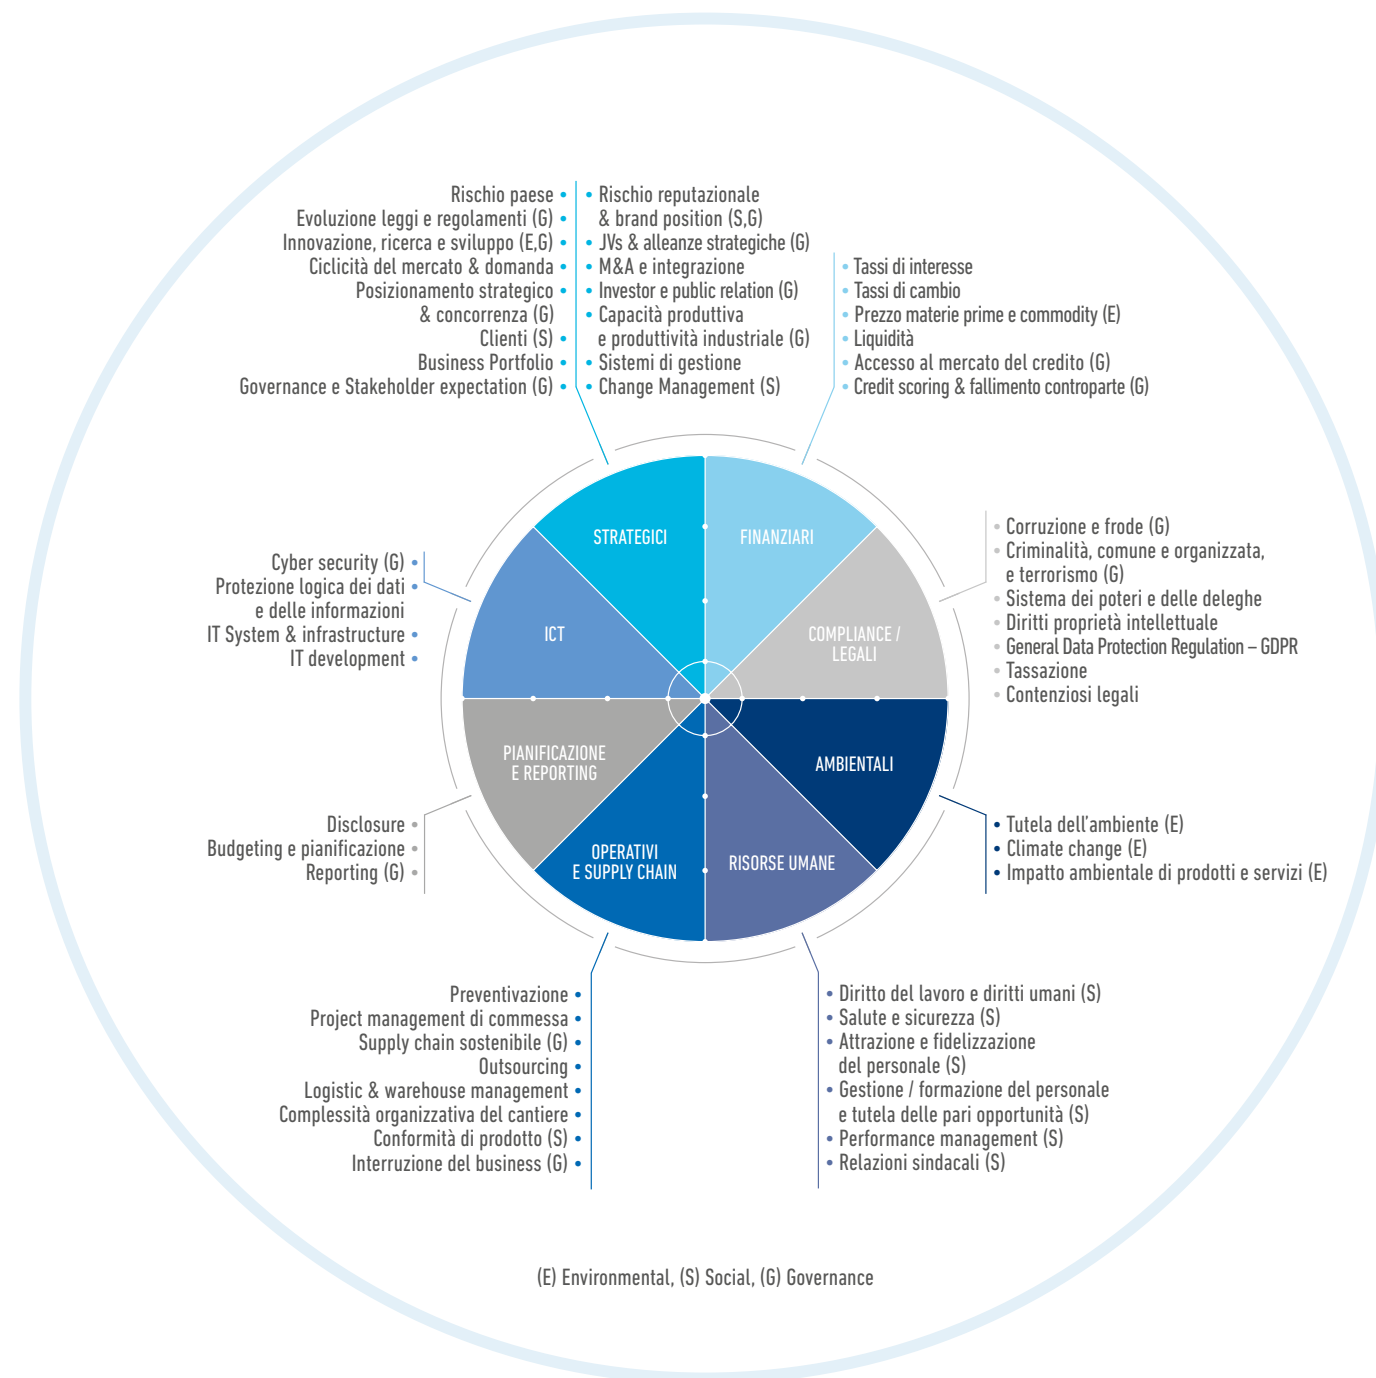 Rischio paese
Evoluzione leggi e regolamenti (G)
Innovazione, ricerca e sviluppo (E,G)
Ciclicità del mercato & domanda
Posizionamento strategico
& concorrenza (G)
Clienti (S)
Business Portfolio
Governance e Stakeholder expectation (G)
Rischio reputazionale
& brand position (S,G)
JVs & alleanze strategiche (G)
M&A e integrazione
Investor e public relation (G)
Capacità produttiva
e produttività industriale (G)
Sistemi di gestione
Change Management (S)
Tassi di interesse
Tassi di cambio
Prezzo materie prime e commodity (E)
Liquidità
Accesso al mercato del credito (G)
Credit scoring & fallimento controparte (G)
STRATEGICI
FINANZIARI
Cyber security (G)
Protezione logica dei dati
e delle informazioni
IT System & infrastructure
IT development
ICT
COMPLIANCE /
LEGALI
Corruzione e frode (G)
Criminalità, comune e organizzata,
e terrorismo (G)
Sistema dei poteri e delle deleghe
Diritti proprietà intellettuale
General Data Protection Regulation – GDPR
Tassazione
Contenziosi legali
PIANIFICAZIONE
E REPORTING
AMBIENTALI
Disclosure
Budgeting e pianificazione
Reporting (G)
OPERATIVI
E SUPPLY CHAIN
RISORSE UMANE
Tutela dell'ambiente (E)
Climate change (E)
Impatto ambientale di prodotti e servizi (E)
Preventivazione
Project management di commessa
Supply chain sostenibile (G)
Outsourcing
Logistic & warehouse management
Complessità organizzativa del cantiere
Conformità di prodotto (S)
Interruzione del business (G)
Diritto del lavoro e diritti umani (S)
Salute e sicurezza (S)
Attrazione e fidelizzazione
del personale (S)
Gestione / formazione del personale
e tutela delle pari opportunità (S)
Performance management (S)
Relazioni sindacali (S)
(E) Environmental, (S) Social, (G) Governance